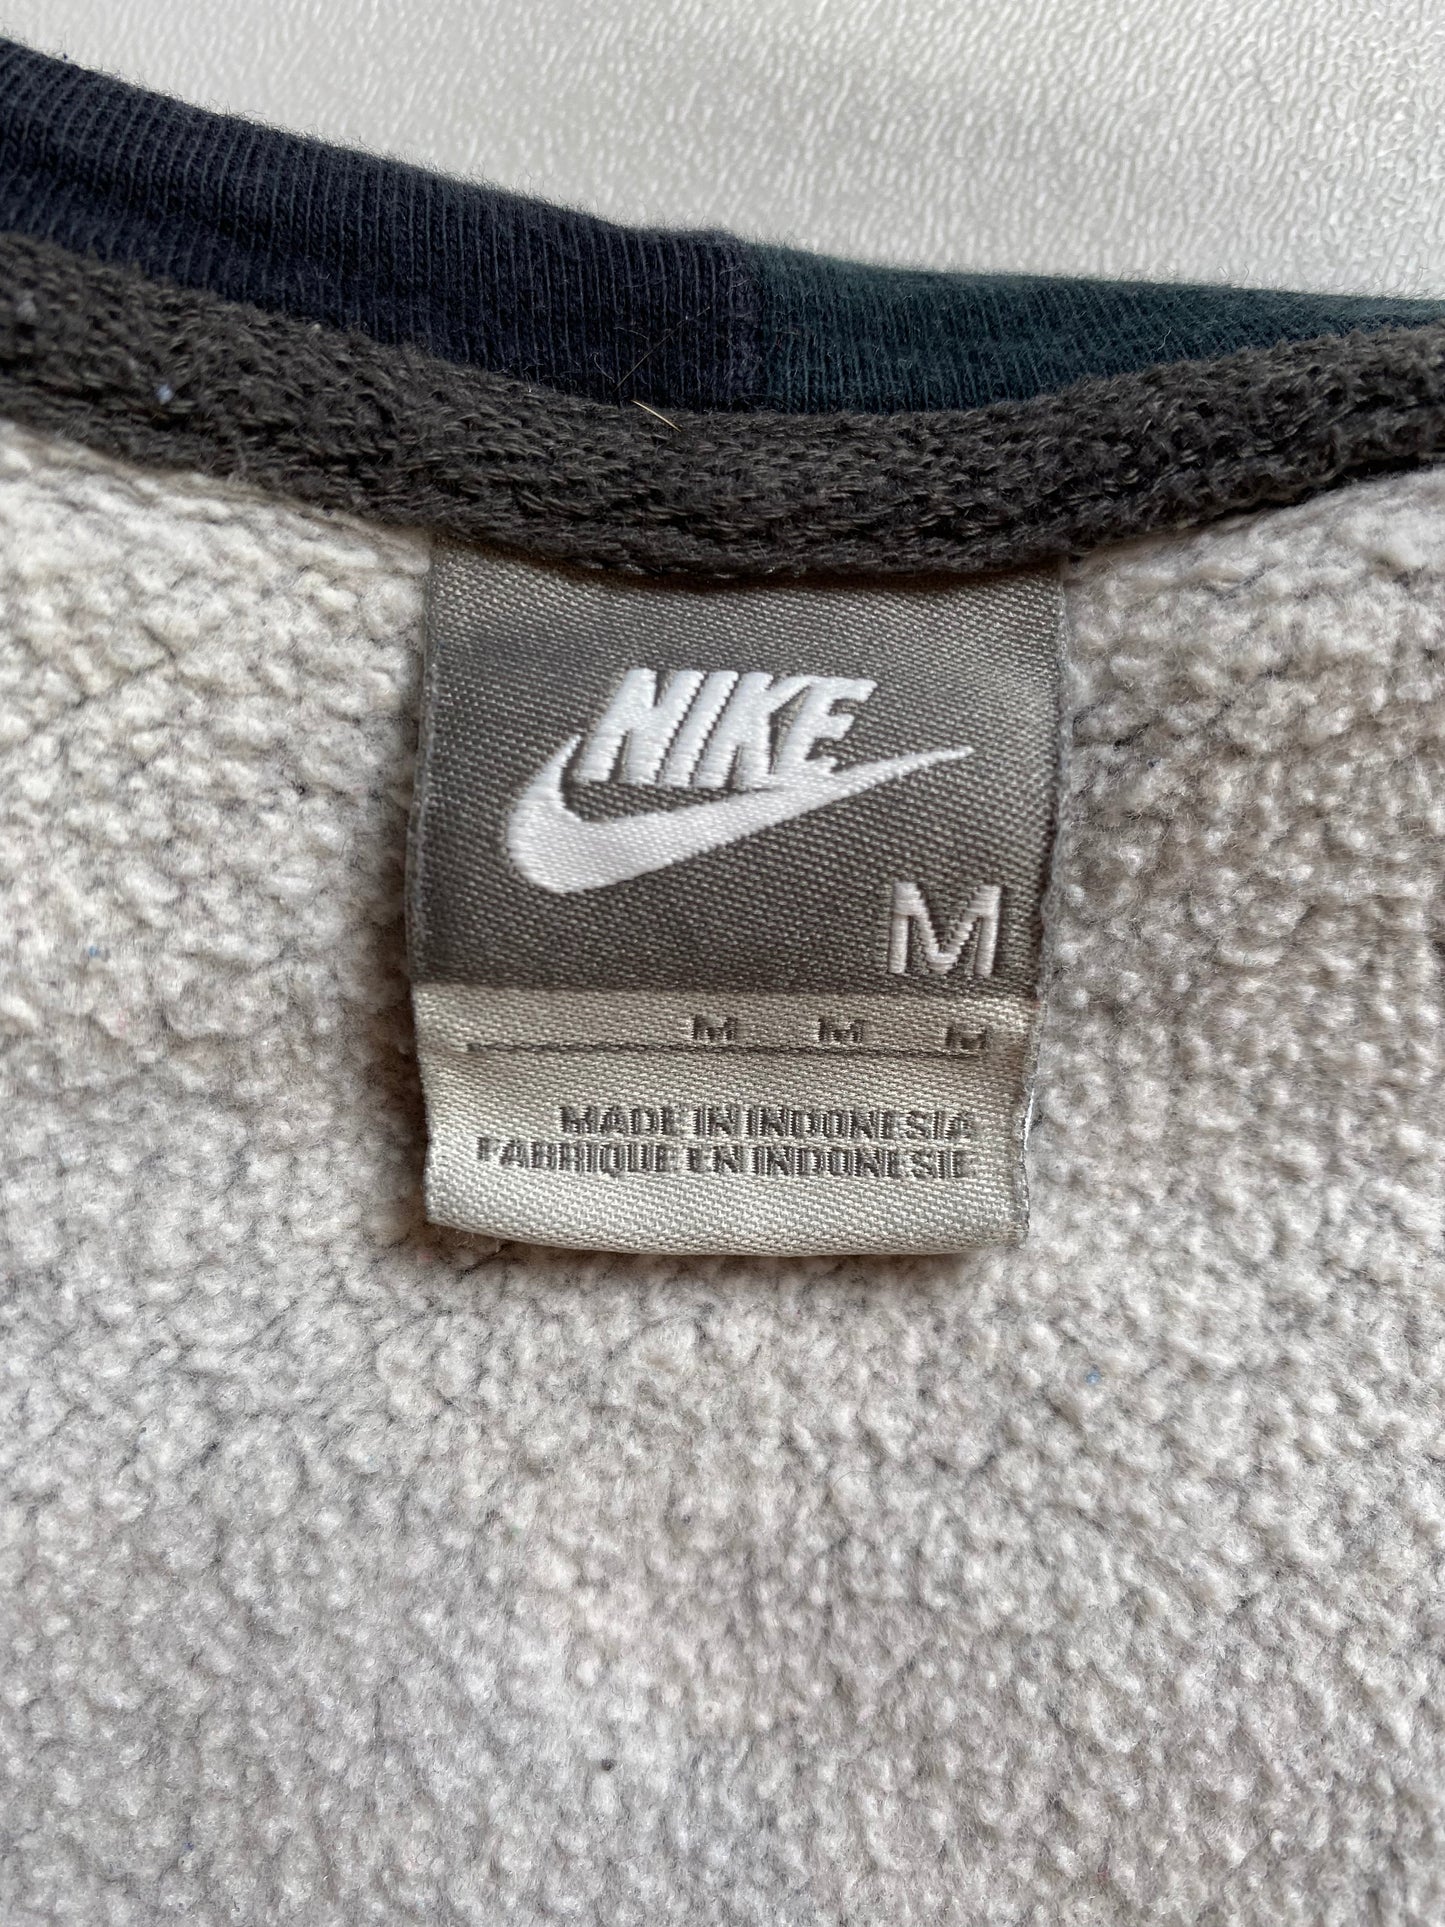 NIKE
M
M M M
MADE IN INDONESIA
FABRIQUE EN INDONESIE